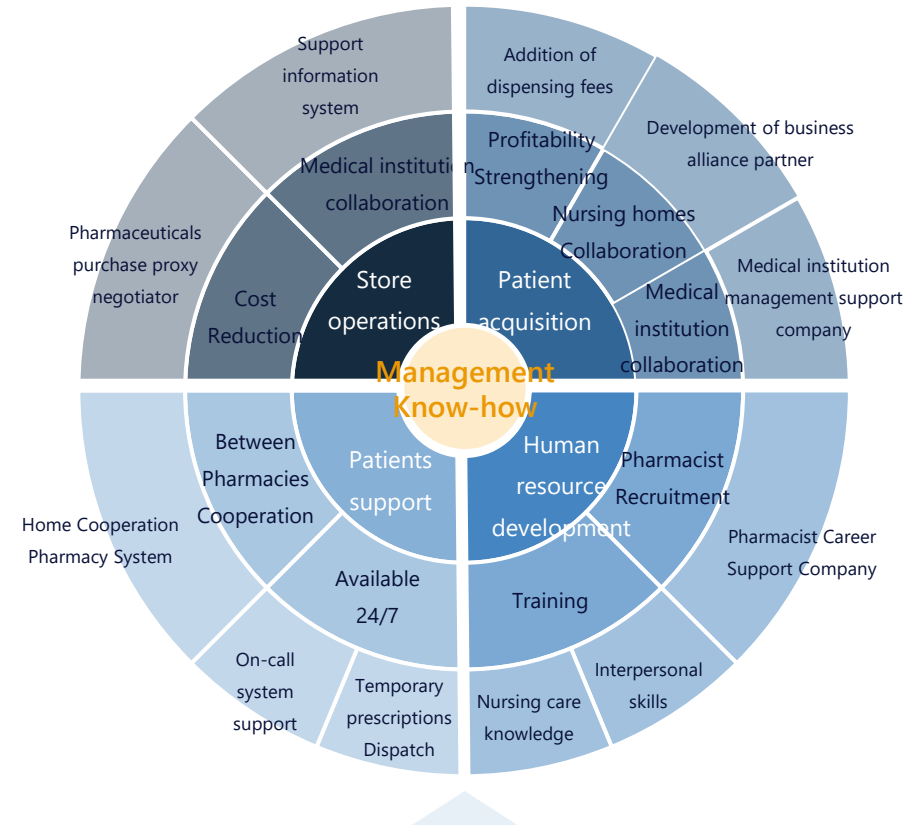 Support
information
system
Addition of
dispensing fees
Development of business
alliance partner
Profitability
Strengthening
Medical institution
collaboration
Nursing homes
Collaboration
Pharmaceuticals
purchase proxy
negotiator
Cost
Reduction
Store
operations
Patient
acquisition
Medical
institution
collaboration
Medical institution
management support
company
Management
Know-how
Between
Pharmacies
Cooperation
Patients
support
Human
resource
development
Pharmacist
Recruitment
Home Cooperation
Pharmacy System
Pharmacist Career
Support Company
Available
24/7
Training
On-call
system
support
Temporary
prescriptions
Dispatch
Nursing care
knowledge
Interpersonal
skills